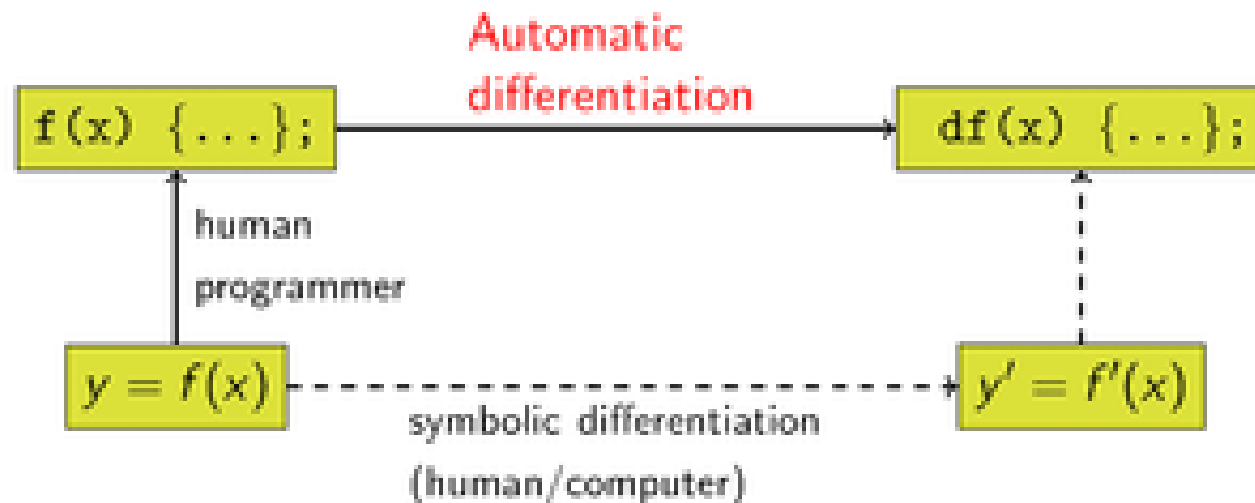 Automatic
differentiation
f(x) {...};
df(x) {...};
human
programmer
y = f(x)
y' = f'(x)
symbolic differentiation
(human/computer)